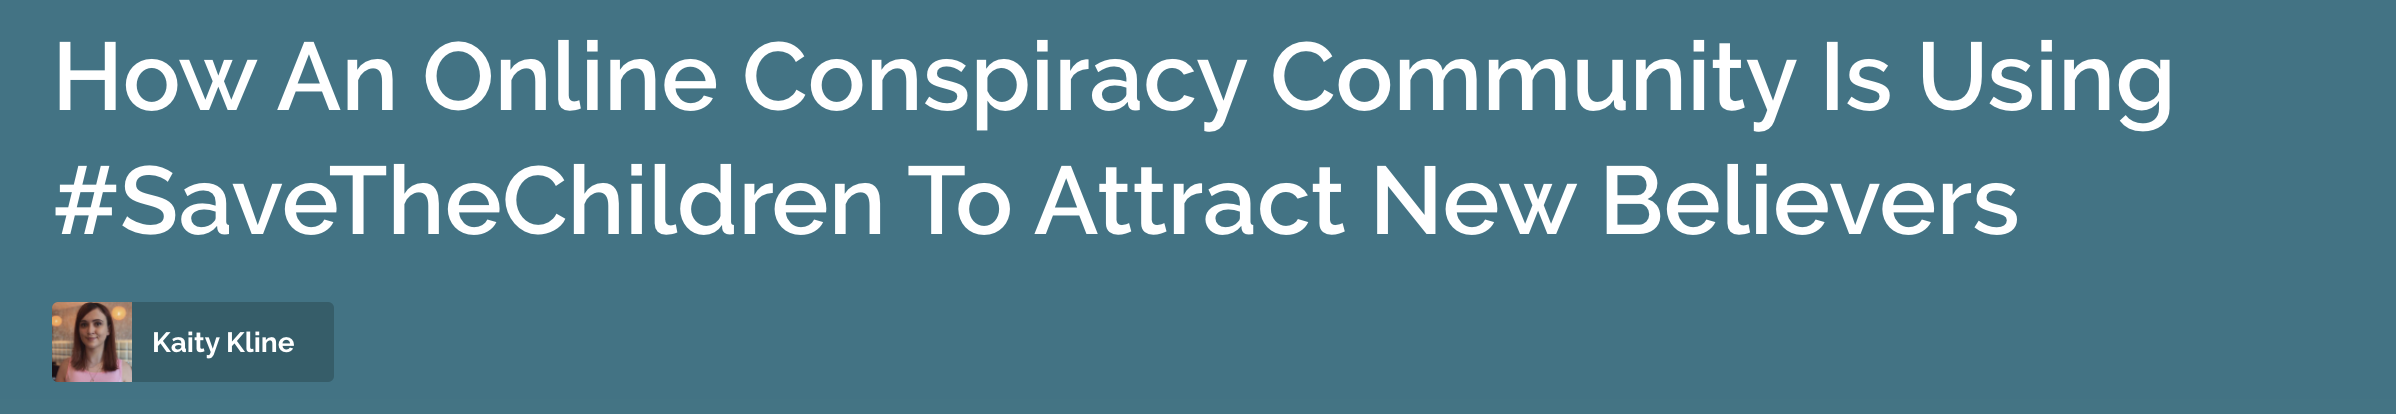 How An Online Conspiracy Community Is Using
#SaveTheChildren To Attract New Believers
Kaity Kline